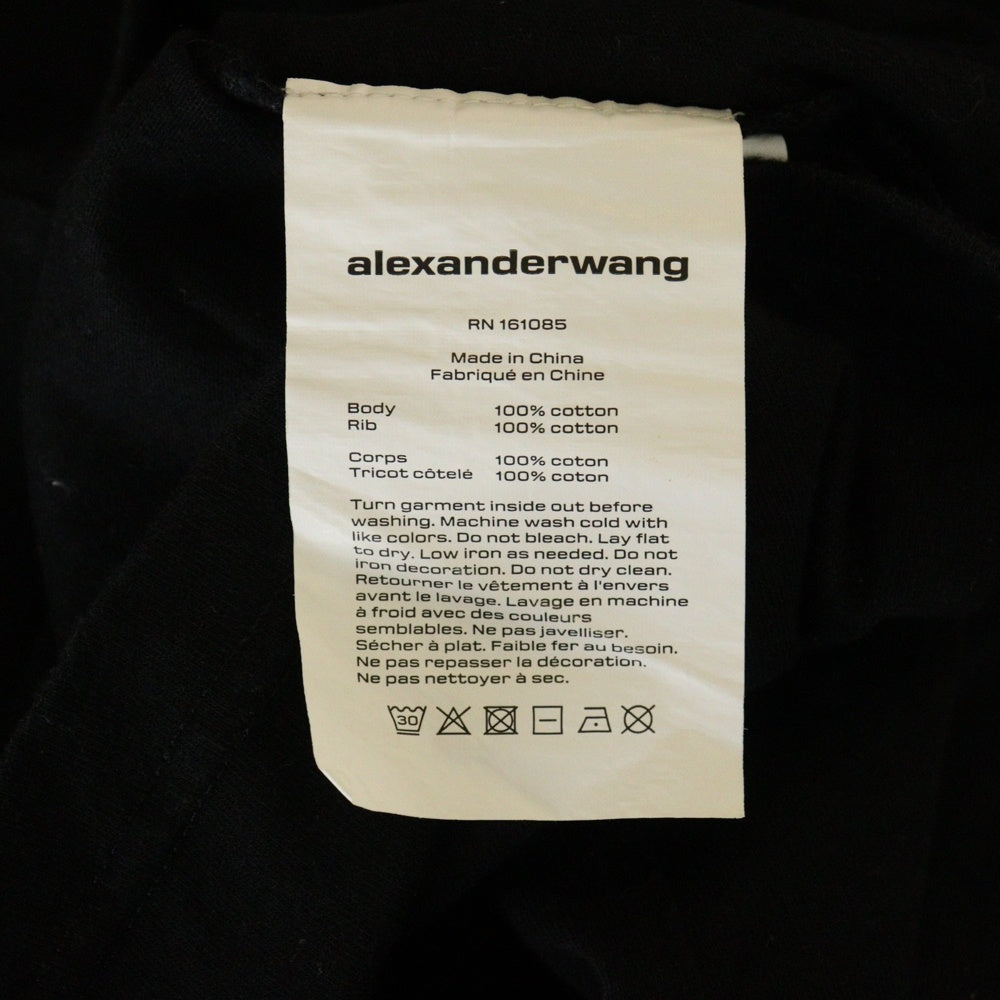 alexanderwang
RN 161085
Made in China
Fabriqué en Chine
Body 100% cotton
Rib 100% cotton
Corps 100% coton
Tricot côtelé 100% coton
Turn garment inside out before
washing. Machine wash cold with
like colors. Do not bleach. Lay flat
to dry. Low iron as needed. Do not
iron decoration. Do not dry clean.
Retourner le vêtement à l'envers
avant le lavage. Lavage en machine
à froid avec des couleurs
semblables. Ne pas javelliser.
Sécher à plat. Faible fer au besoin.
Ne pas repasser la décoration.
Ne pas nettoyer à sec.
30